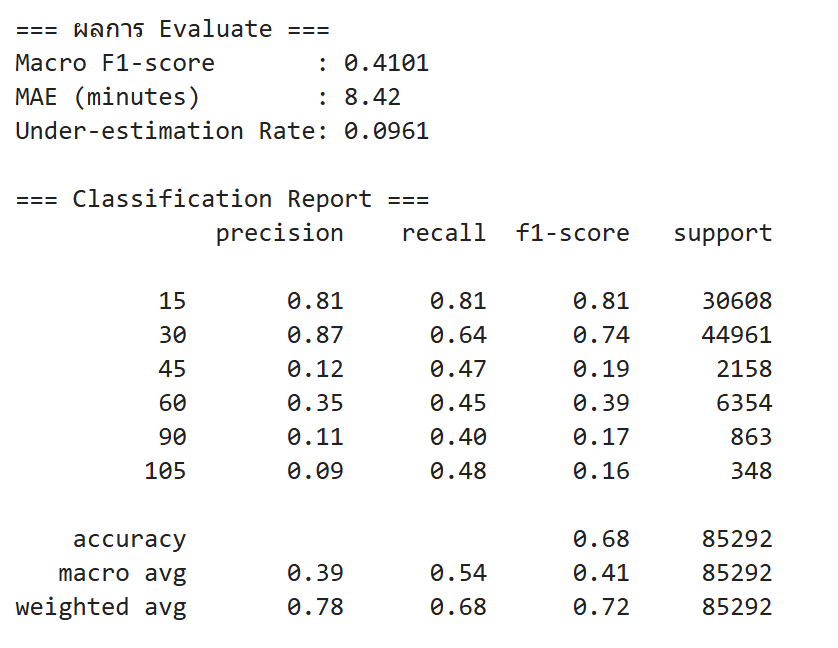 === ผลการ Evaluate ===
Macro F1-score       : 0.4101
MAE (minutes)        : 8.42
Under-estimation Rate: 0.0961
=== Classification Report ===
              precision    recall  f1-score   support
          15       0.81      0.81      0.81     30608
          30       0.87      0.64      0.74     44961
          45       0.12      0.47      0.19      2158
          60       0.35      0.45      0.39      6354
          90       0.11      0.40      0.17       863
         105       0.09      0.48      0.16       348
    accuracy                           0.68     85292
   macro avg       0.39      0.54      0.41     85292
weighted avg       0.78      0.68      0.72     85292